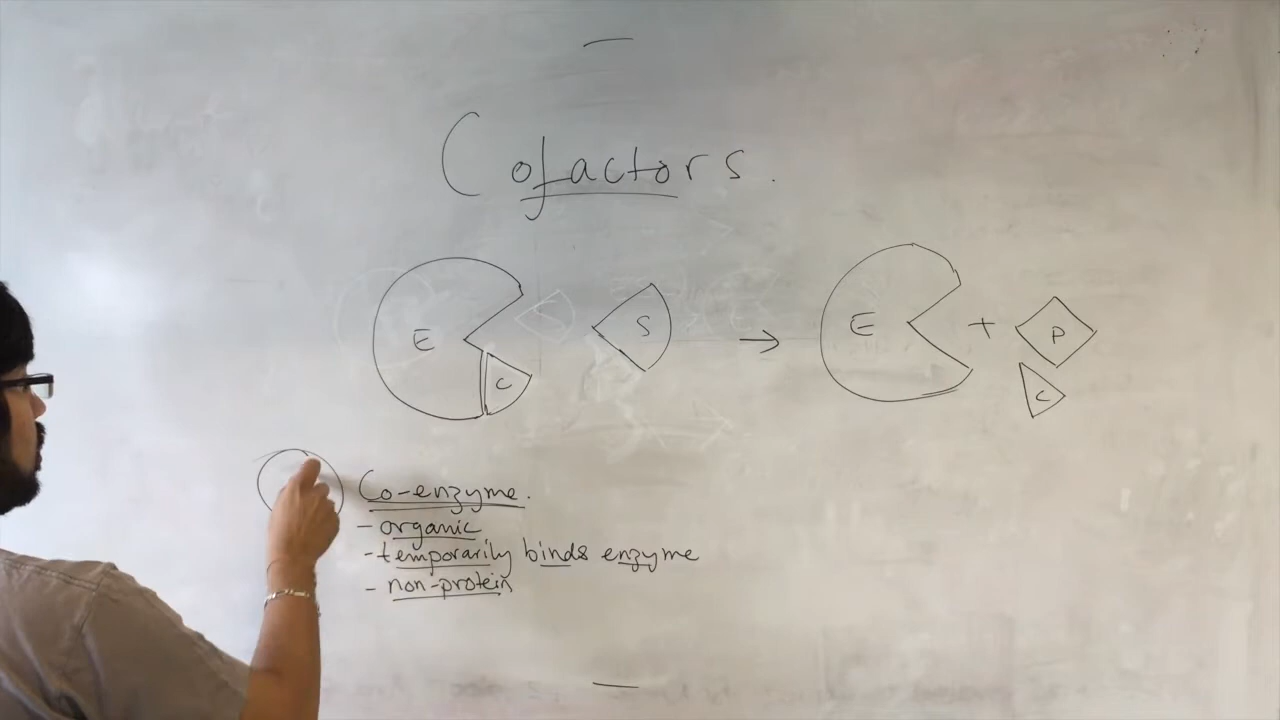 Cofactors.
E C S → E + P C
Co-enzyme.
- organic
- temporarily binds enzyme
- non-protein